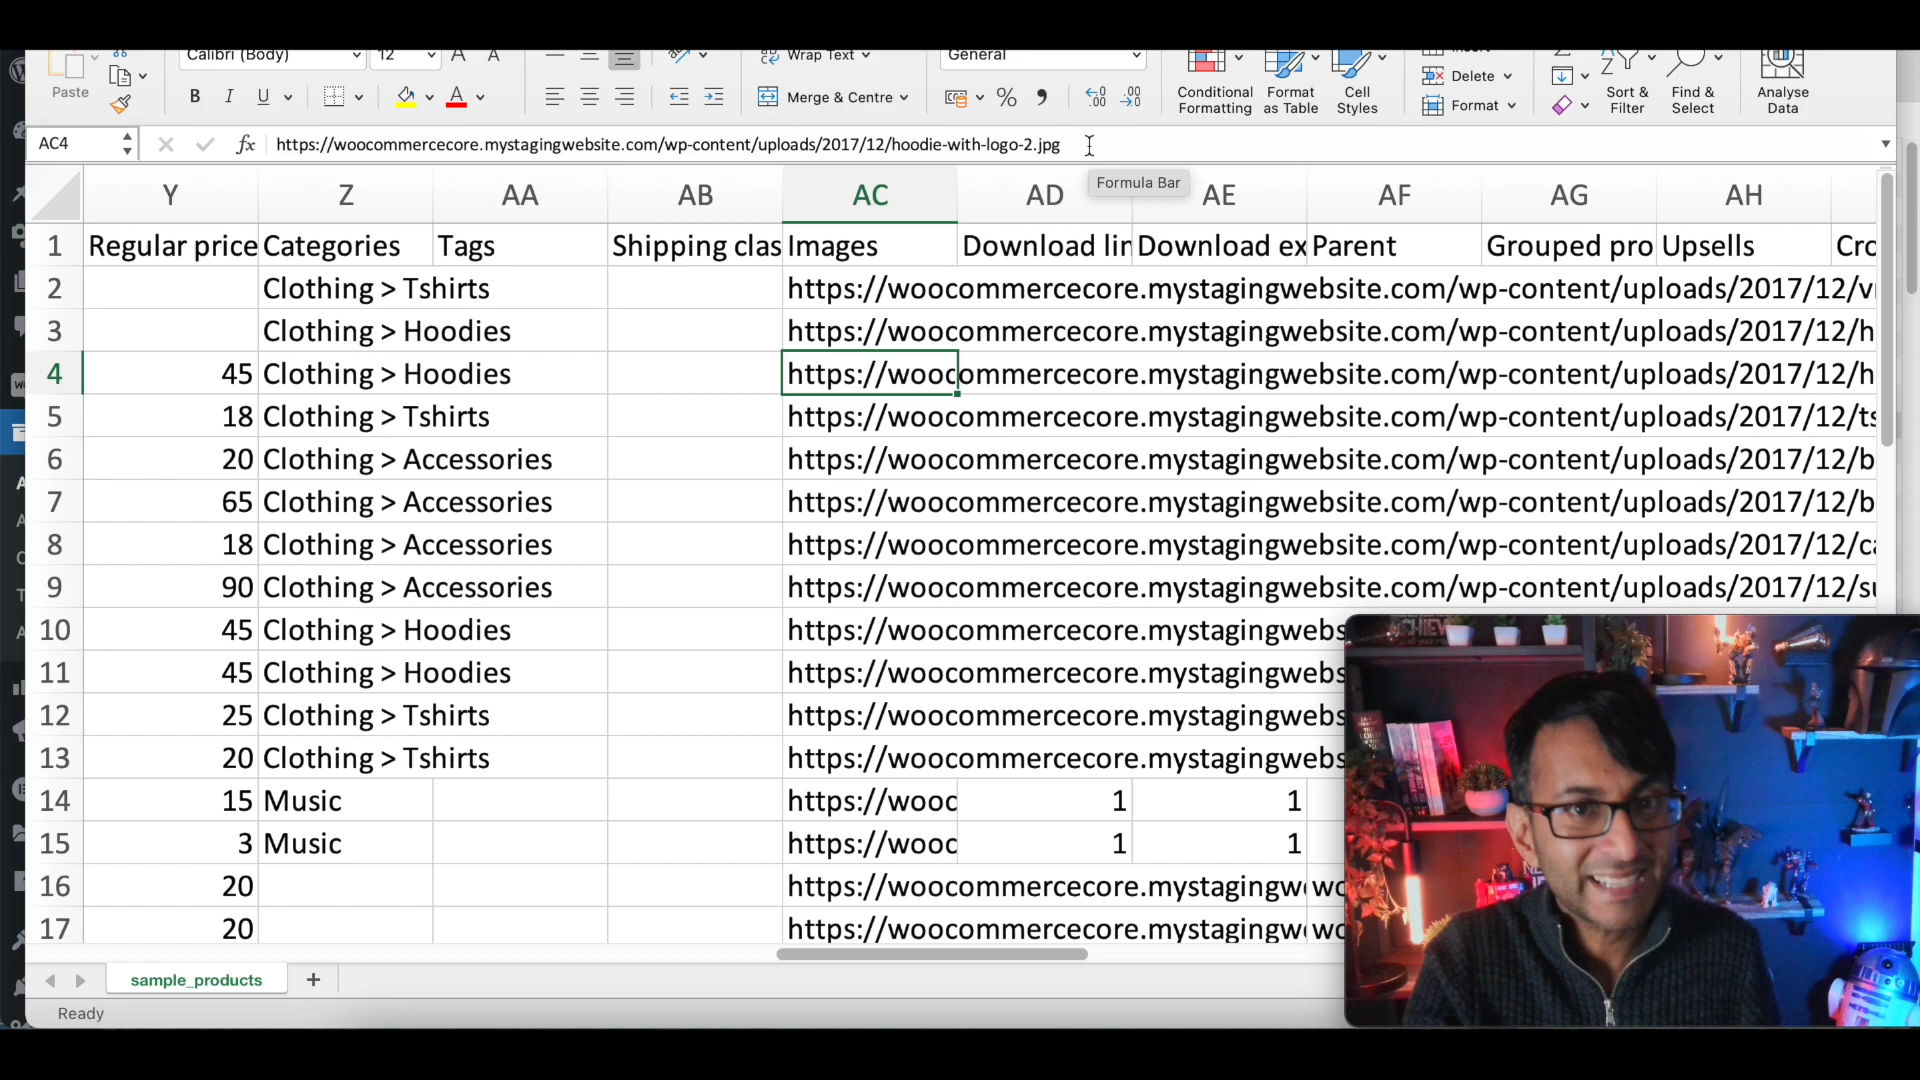 Calibri (Body) 12 A A Wrap Text General Insert
Paste B I U Merge & Centre Conditional Formatting Format as Table Cell Styles Delete Format Sort & Filter Find & Select Analyse Data
AC4 fx https://woocommercecore.mystagingwebsite.com/wp-content/uploads/2017/12/hoodie-with-logo-2.jpg
Formula Bar
Y Z AA AB AC AD AE AF AG AH
1 Regular price Categories Tags Shipping clas Images Download lin Download ex Parent Grouped pro Upsells Cro
2 Clothing > Tshirts https://woocommercecore.mystagingwebsite.com/wp-content/uploads/2017/12/v
3 Clothing > Hoodies https://woocommercecore.mystagingwebsite.com/wp-content/uploads/2017/12/h
4 45 Clothing > Hoodies https://woocommercecore.mystagingwebsite.com/wp-content/uploads/2017/12/h
5 18 Clothing > Tshirts https://woocommercecore.mystagingwebsite.com/wp-content/uploads/2017/12/ts
6 20 Clothing > Accessories https://woocommercecore.mystagingwebsite.com/wp-content/uploads/2017/12/b
7 65 Clothing > Accessories https://woocommercecore.mystagingwebsite.com/wp-content/uploads/2017/12/b
8 18 Clothing > Accessories https://woocommercecore.mystagingwebsite.com/wp-content/uploads/2017/12/ca
9 90 Clothing > Accessories https://woocommercecore.mystagingwebsite.com/wp-content/uploads/2017/12/su
10 45 Clothing > Hoodies https://woocommercecore.mystagingwebs
11 45 Clothing > Hoodies https://woocommercecore.mystagingwebs
12 25 Clothing > Tshirts https://woocommercecore.mystagingwebs
13 20 Clothing > Tshirts https://woocommercecore.mystagingwebs
14 15 Music https://wooc 1 1
15 3 Music https://wooc 1 1
16 20 https://woocommercecore.mystagingw wo
17 20 https://woocommercecore.mystagingw wo
sample_products +
Ready